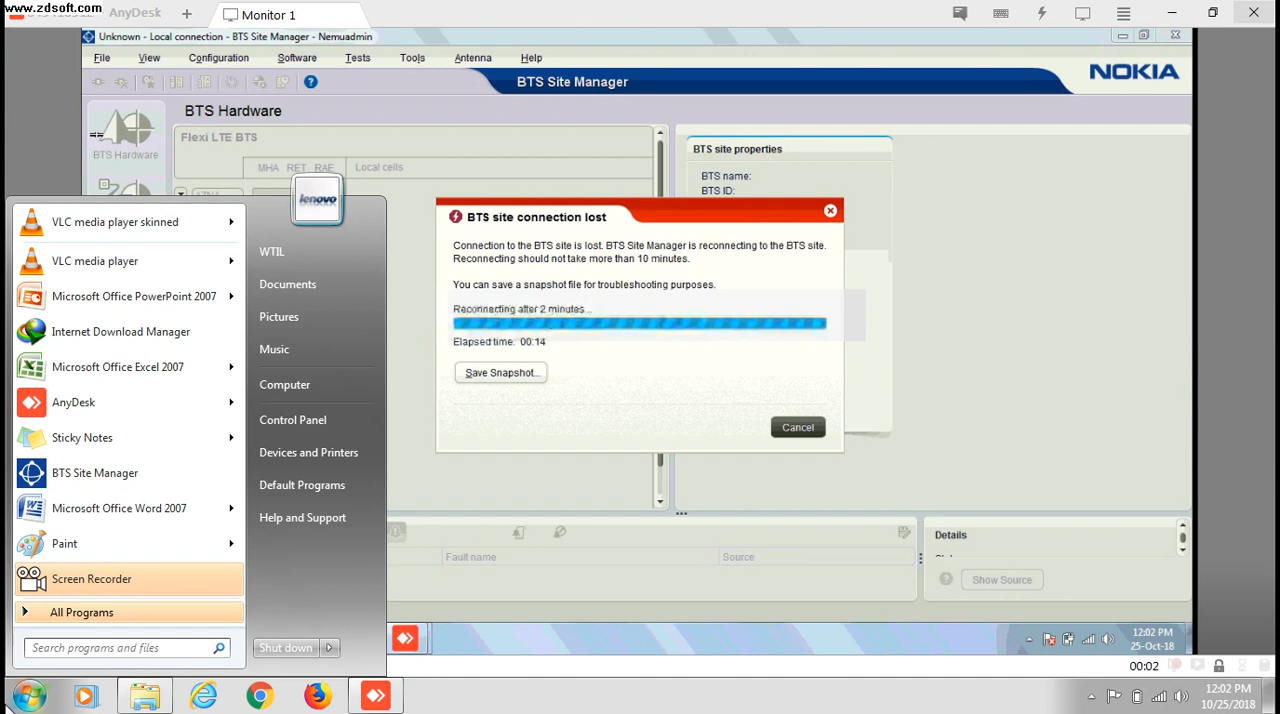 www.zdsoft.com
AnyDesk
Monitor 1
Unknown - Local connection - BTS Site Manager - Nemuadmin
File View Configuration Software Tests Tools Antenna Help
BTS Site Manager
NOKIA
BTS Hardware
BTS Hardware
Flexi LTE BTS
MHA RET RAE Local cells
BTS site properties
BTS name:
BTS ID:
BTS site connection lost
Connection to the BTS site is lost. BTS Site Manager is reconnecting to the BTS site.
Reconnecting should not take more than 10 minutes.
You can save a snapshot file for troubleshooting purposes.
Reconnecting after 2 minutes...
Elapsed time: 00:14
Save Snapshot...
Cancel
Fault name
Source
Details
Show Source
lenovo
VLC media player skinned
VLC media player
Microsoft Office PowerPoint 2007
Internet Download Manager
Microsoft Office Excel 2007
AnyDesk
Sticky Notes
BTS Site Manager
Microsoft Office Word 2007
Paint
Screen Recorder
All Programs
Search programs and files
WTIL
Documents
Pictures
Music
Computer
Control Panel
Devices and Printers
Default Programs
Help and Support
Shut down
12:02 PM
25-Oct-18
00:02
12:02 PM
10/25/2018